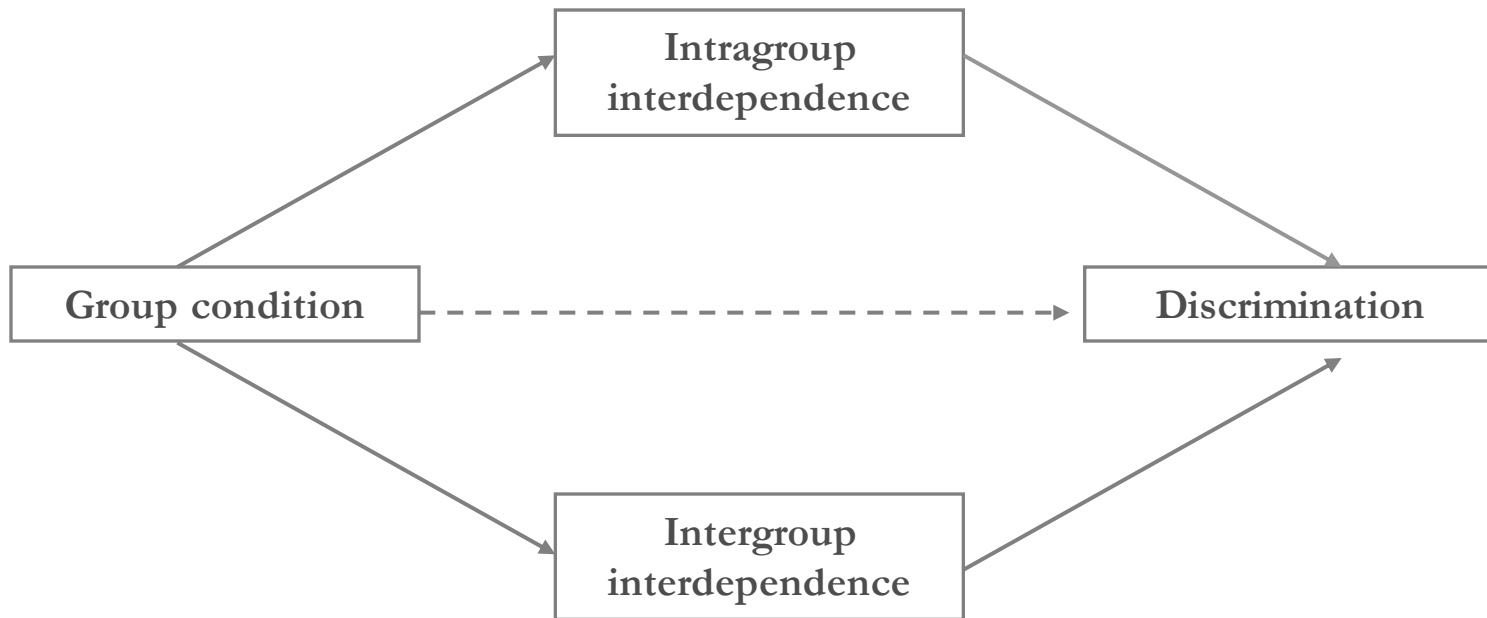 Intragroup
interdependence
Group condition
Discrimination
Intergroup
interdependence